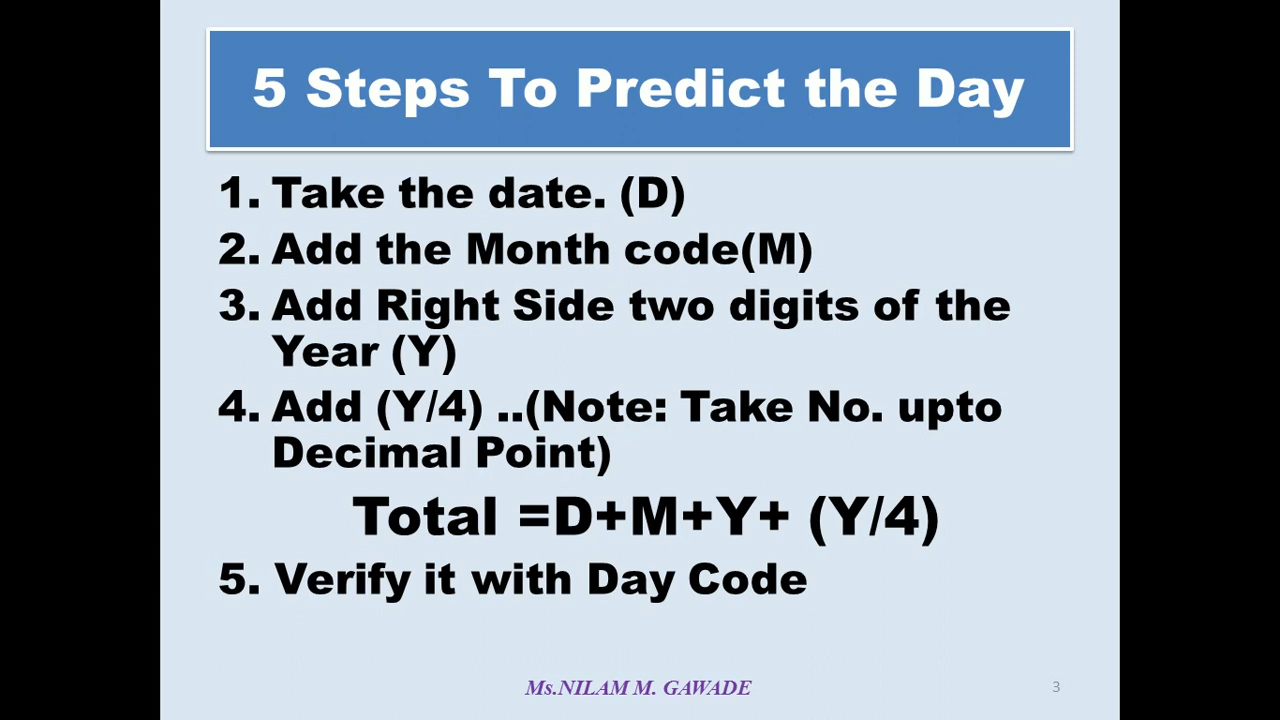 5 Steps To Predict the Day
1. Take the date. (D)
2. Add the Month code(M)
3. Add Right Side two digits of the
Year (Y)
4. Add (Y/4) ..(Note: Take No. upto
Decimal Point)
Total =D+M+Y+ (Y/4)
5. Verify it with Day Code
Ms.NILAM M. GAWADE
3